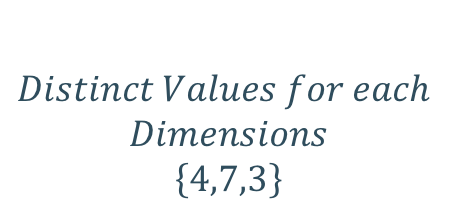 Distinct Values for each
Dimensions
{4,7,3}